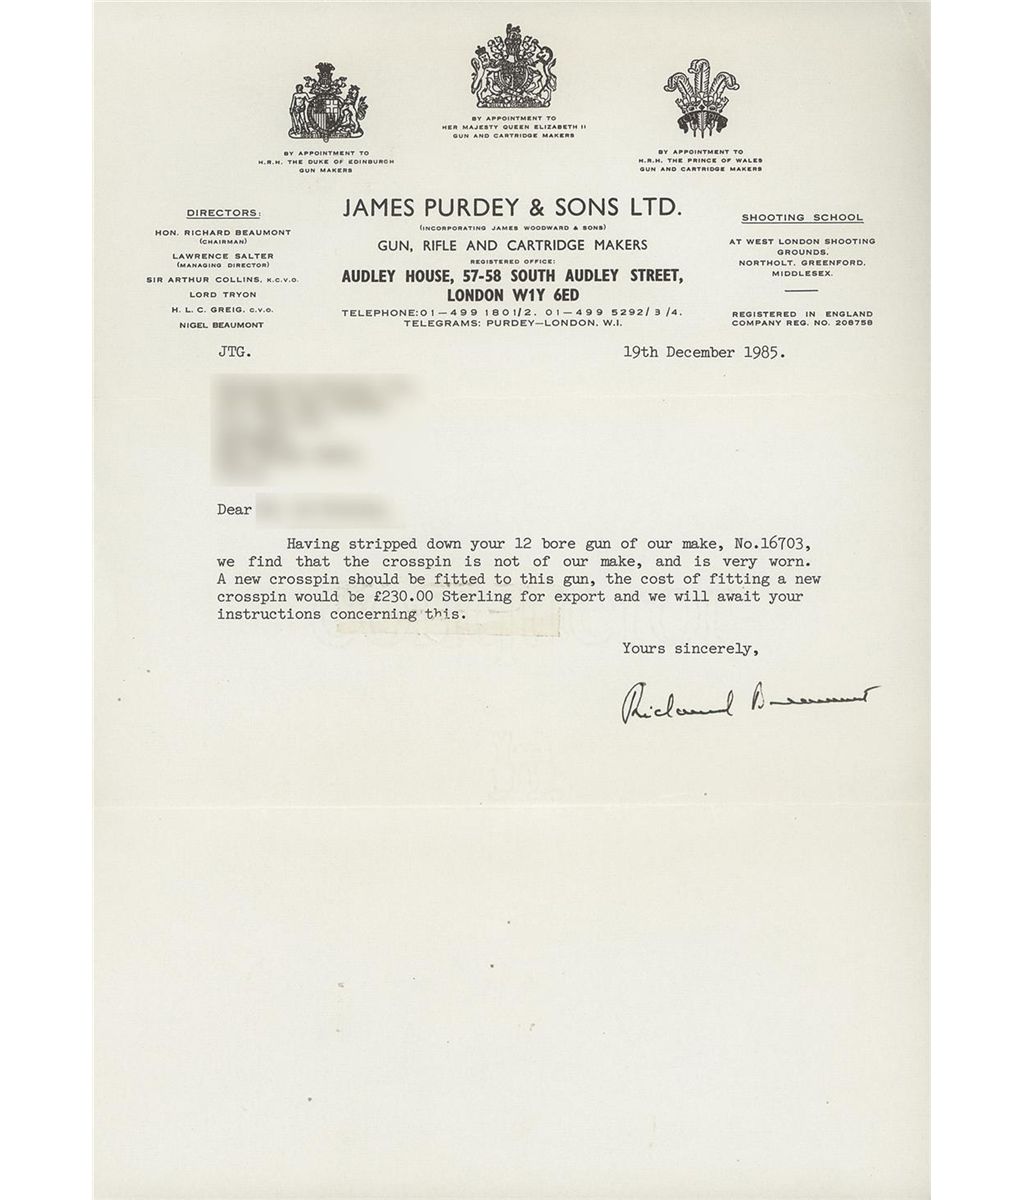 BY APPOINTMENT TO
H.R.H. THE DUKE OF EDINBURGH
GUN MAKERS
BY APPOINTMENT TO
HER MAJESTY QUEEN ELIZABETH II
GUN AND CARTRIDGE MAKERS
BY APPOINTMENT TO
H.R.H. THE PRINCE OF WALES
GUN AND CARTRIDGE MAKERS
DIRECTORS:
HON. RICHARD BEAUMONT
(CHAIRMAN)
LAWRENCE SALTER
(MANAGING DIRECTOR)
SIR ARTHUR COLLINS, K.C.V.O.
LORD TRYON
H. L. C. GREIG, C.V.O.
NIGEL BEAUMONT
JAMES PURDEY & SONS LTD.
(INCORPORATING JAMES WOODWARD & SONS)
GUN, RIFLE AND CARTRIDGE MAKERS
REGISTERED OFFICE:
AUDLEY HOUSE, 57-58 SOUTH AUDLEY STREET,
LONDON W1Y 6ED
TELEPHONE: 01-499 1801/2. 01-499 5292/3/4.
TELEGRAMS: PURDEY—LONDON, W.I.
SHOOTING SCHOOL
AT WEST LONDON SHOOTING
GROUNDS,
NORTHOLT, GREENFORD,
MIDDLESEX.
REGISTERED IN ENGLAND
COMPANY REG. NO. 208758
JTG.
19th December 1985.
Dear
Having stripped down your 12 bore gun of our make, No.16703,
we find that the crosspin is not of our make, and is very worn.
A new crosspin should be fitted to this gun, the cost of fitting a new
crosspin would be £230.00 Sterling for export and we will await your
instructions concerning this.
Yours sincerely,
Richard Beaumont